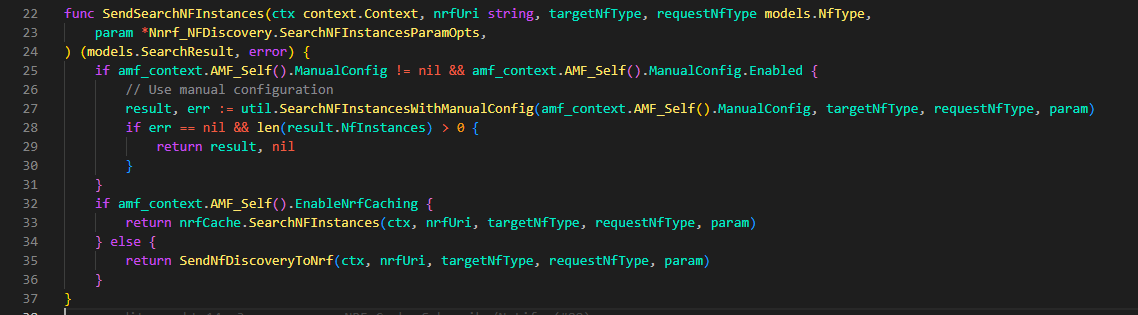 22 func SendSearchNFInstances(ctx context.Context, nrfUri string, targetNfType, requestNfType models.NfType,
23     param *Nnrf_NFDiscovery.SearchNFInstancesParamOpts,
24 ) (models.SearchResult, error) {
25     if amf_context.AMF_Self().ManualConfig != nil && amf_context.AMF_Self().ManualConfig.Enabled {
26         // Use manual configuration
27         result, err := util.SearchNFInstancesWithManualConfig(amf_context.AMF_Self().ManualConfig, targetNfType, requestNfType, param)
28         if err == nil && len(result.NfInstances) > 0 {
29             return result, nil
30         }
31     }
32     if amf_context.AMF_Self().EnableNrfCaching {
33         return nrfCache.SearchNFInstances(ctx, nrfUri, targetNfType, requestNfType, param)
34     } else {
35         return SendNfDiscoveryToNrf(ctx, nrfUri, targetNfType, requestNfType, param)
36     }
37 }